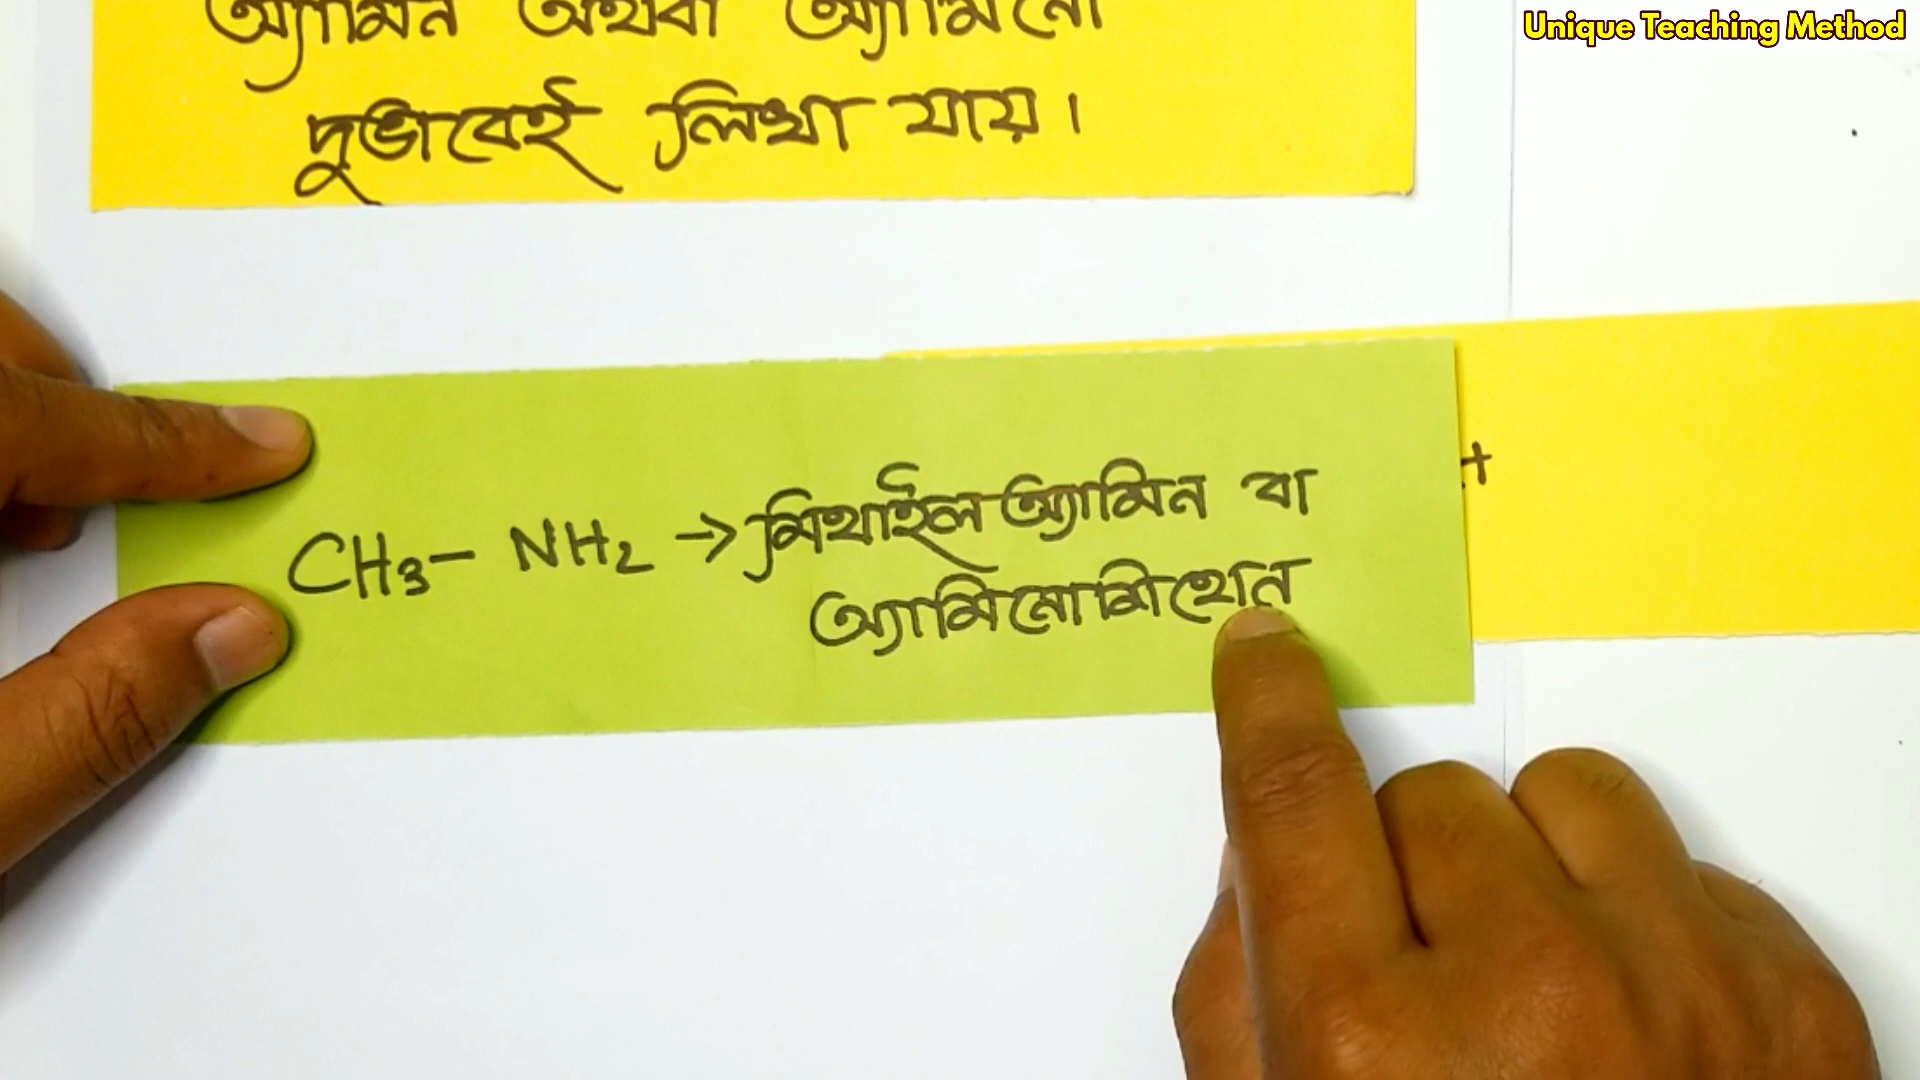 Unique Teaching Method
অ্যামিন অথবা অ্যামিনো
দুভাবেই লিখা যায়।
CH₃- NH₂ → মিথাইল অ্যামিন বা
অ্যামিনোমিথেন